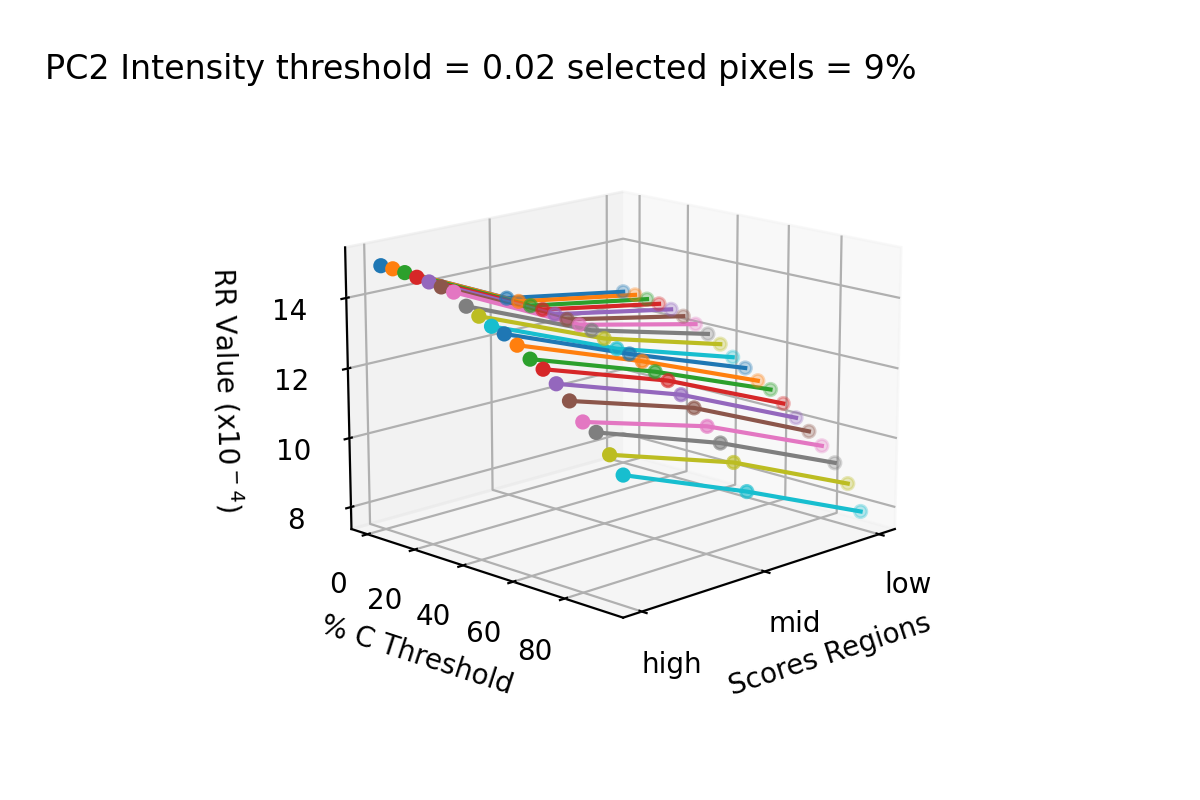 PC2 Intensity threshold = 0.02 selected pixels = 9%
RR Value (x10⁻⁴)
14
12
10
8
0
20
40
60
80
% C Threshold
high
mid
low
Scores Regions